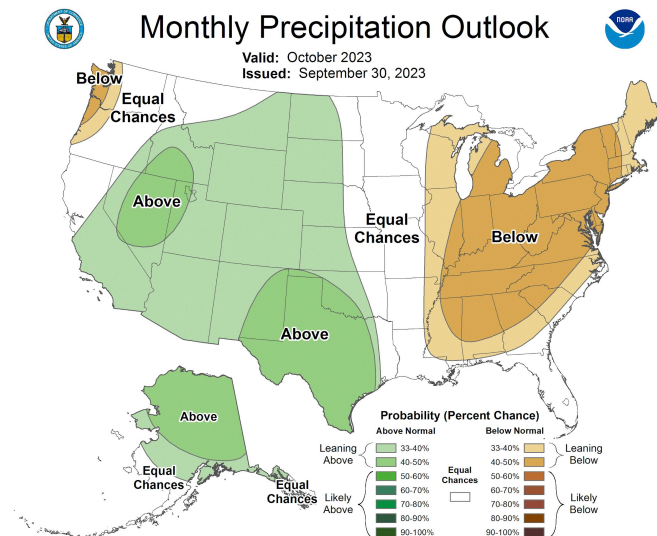 Monthly Precipitation Outlook
NOAA
Valid: October 2023
Issued: September 30, 2023
Below
Equal
Chances
Above
Equal
Chances
Below
Above
Above
Equal
Chances
Equal
Chances
Probability (Percent Chance)
Above Normal
Below Normal
Leaning
Above
33-40%
40-50%
Likely
Above
50-60%
60-70%
70-80%
80-90%
90-100%
Equal
Chances
33-40%
40-50%
Leaning
Below
50-60%
60-70%
70-80%
80-90%
90-100%
Likely
Below